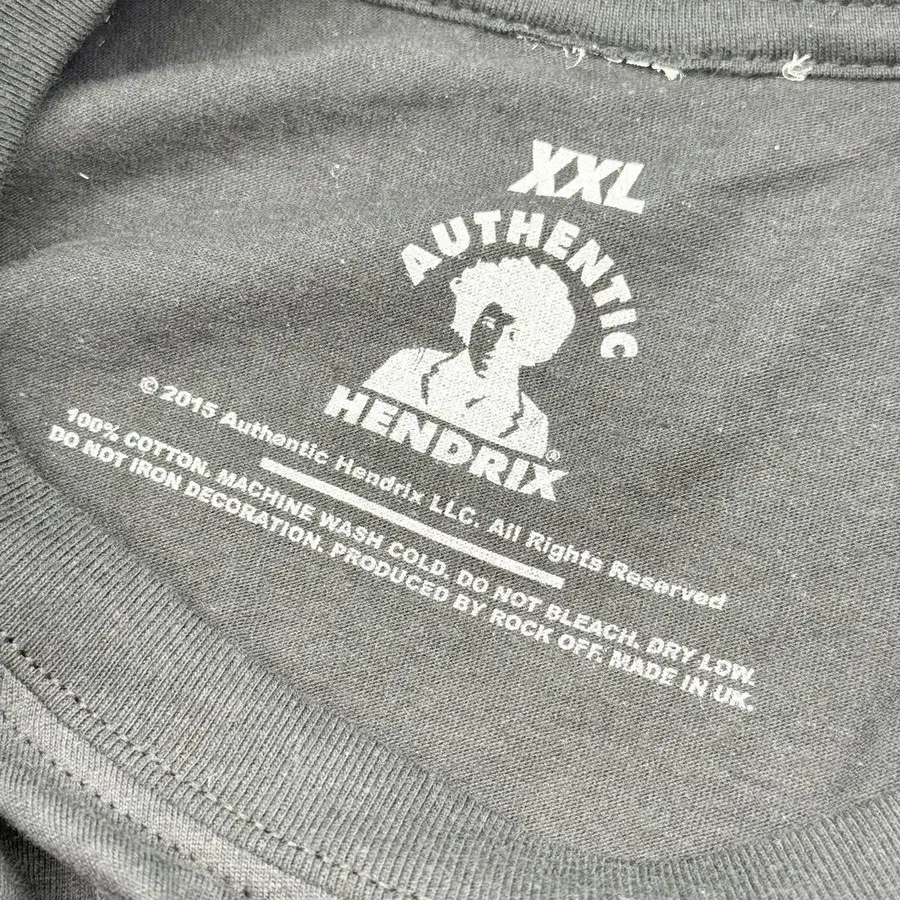 XXL
AUTHENTIC
HENDRIX®
© 2015 Authentic Hendrix LLC. All Rights Reserved
100% COTTON. MACHINE WASH COLD. DO NOT BLEACH. DRY LOW.
DO NOT IRON DECORATION. PRODUCED BY ROCK OFF. MADE IN UK.